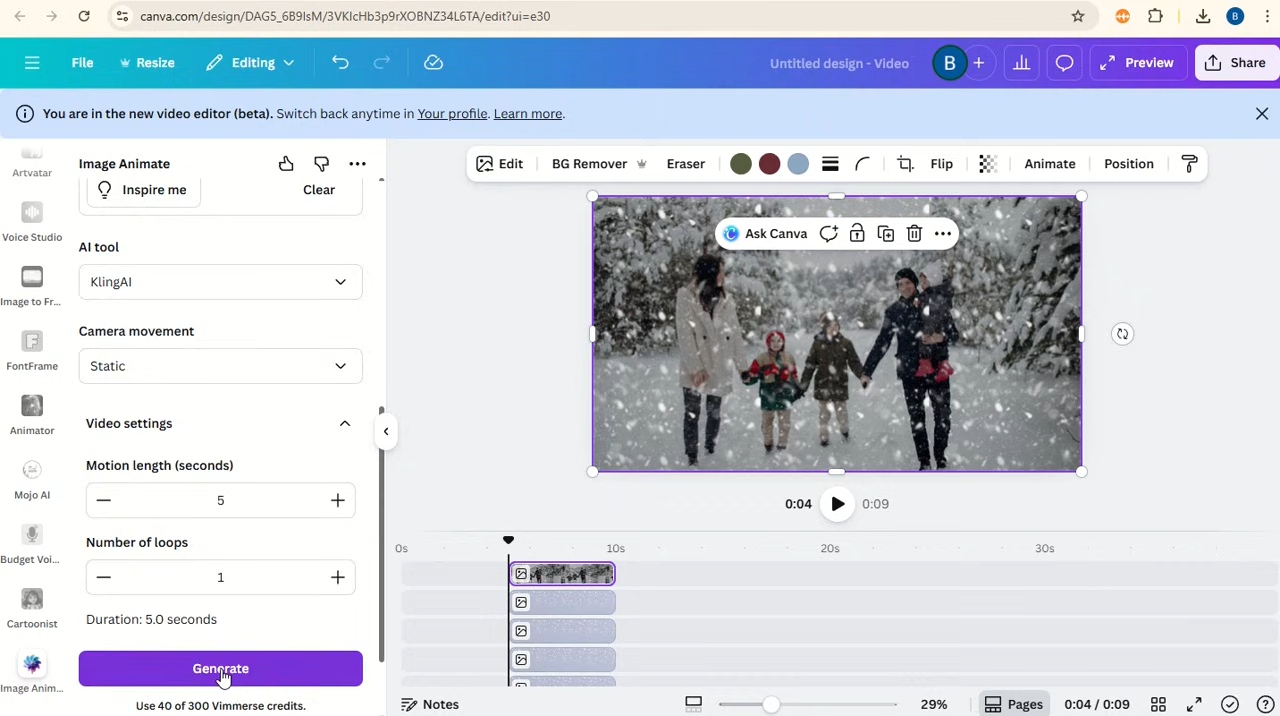 canva.com/design/DAG5_6B9IsM/3VKIcHb3p9rXOBNZ34L6TA/edit?ui=e30
B
File
Resize
Editing
Untitled design - Video
B
Preview
Share
You are in the new video editor (beta). Switch back anytime in Your profile. Learn more.
Artvatar
Voice Studio
Image to Fr...
FontFrame
Animator
Mojo AI
Budget Voi...
Cartoonist
Image Anim...
Image Animate
Inspire me
Clear
AI tool
KlingAI
Camera movement
Static
Video settings
Motion length (seconds)
5
Number of loops
1
Duration: 5.0 seconds
Generate
Use 40 of 300 Vimmerse credits.
Edit
BG Remover
Eraser
Flip
Animate
Position
Ask Canva
0:04
0:09
0s
10s
20s
30s
Notes
29%
Pages
0:04 / 0:09